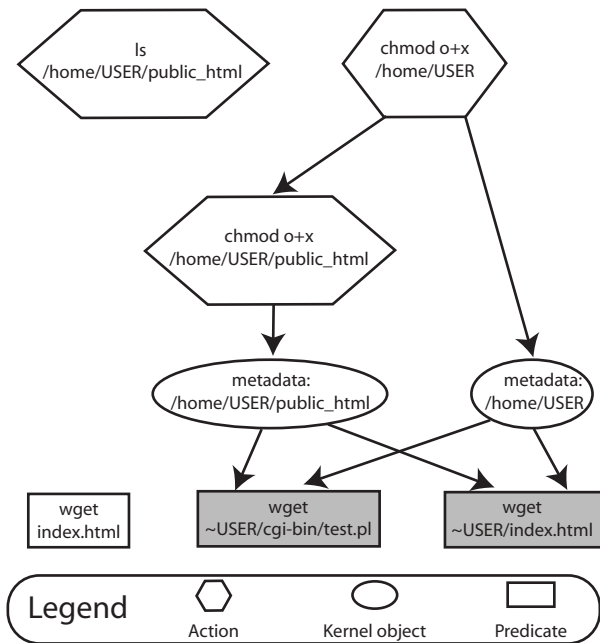 ls
/home/USER/public_html
chmod o+x
/home/USER
chmod o+x
/home/USER/public_html
metadata:
/home/USER/public_html
metadata:
/home/USER
wget
index.html
wget
~USER/cgi-bin/test.pl
wget
~USER/index.html
Legend
Action
Kernel object
Predicate